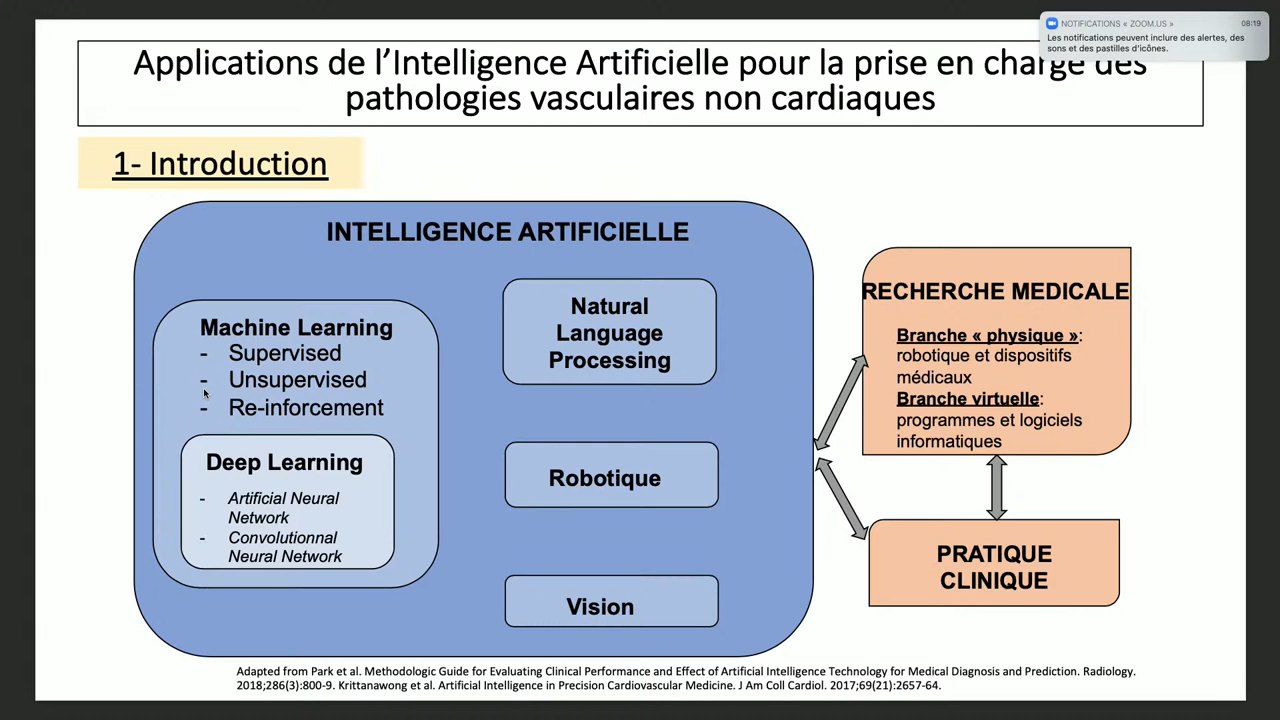 NOTIFICATIONS « ZOOM.US »
08:19
Les notifications peuvent inclure des alertes, des
sons et des pastilles d'icônes.
Applications de l'Intelligence Artificielle pour la prise en charge des
pathologies vasculaires non cardiaques
1- Introduction
INTELLIGENCE ARTIFICIELLE
Machine Learning
- Supervised
- Unsupervised
- Re-inforcement
Deep Learning
- Artificial Neural
Network
- Convolutionnal
Neural Network
Natural
Language
Processing
Robotique
Vision
RECHERCHE MEDICALE
Branche « physique »:
robotique et dispositifs
médicaux
Branche virtuelle:
programmes et logiciels
informatiques
PRATIQUE
CLINIQUE
Adapted from Park et al. Methodologic Guide for Evaluating Clinical Performance and Effect of Artificial Intelligence Technology for Medical Diagnosis and Prediction. Radiology.
2018;286(3):800-9. Krittanawong et al. Artificial Intelligence in Precision Cardiovascular Medicine. J Am Coll Cardiol. 2017;69(21):2657-64.